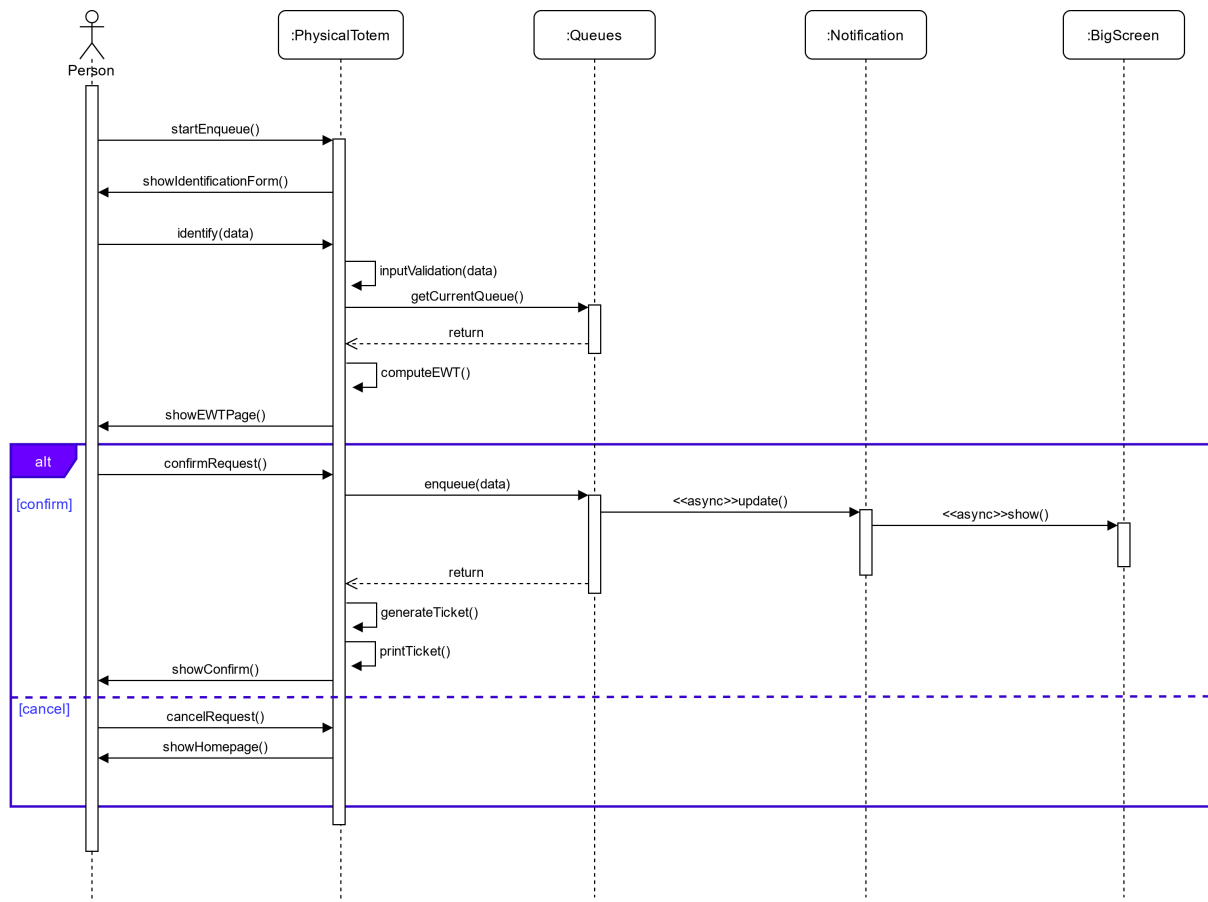 Person
:PhysicalTotem
:Queues
:Notification
:BigScreen
startEnqueue()
showIdentificationForm()
identify(data)
inputValidation(data)
getCurrentQueue()
return
computeEWT()
showEWTPage()
alt
confirmRequest()
[confirm]
enqueue(data)
<<async>>update()
<<async>>show()
return
generateTicket()
printTicket()
showConfirm()
[cancel]
cancelRequest()
showHomepage()